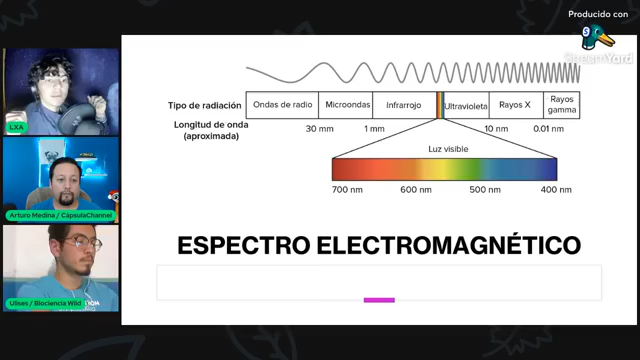 Producido con
StreamYard
Tipo de radiación
Ondas de radio
Microondas
infrarrojo
Ultravioleta
Rayos X
Rayos
gamma
Longitud de onda
(aproximada)
30 mm
1 mm
10 nm
0.01 nm
Luz visible
700 nm
600 nm
500 nm
400 nm
ESPECTRO ELECTROMAGNÉTICO
LXA
Arturo Medina / CápsulaChannel
Ulises / Biociencia Wild